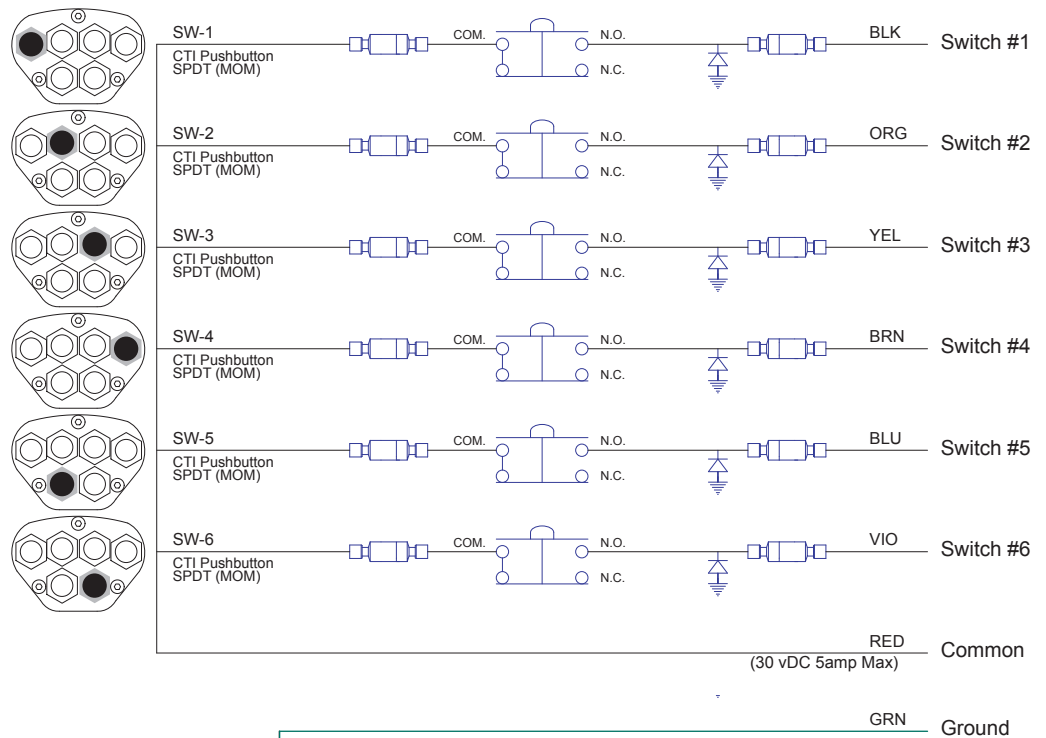 SW-1 COM. N.O. BLK Switch #1
CTI Pushbutton
SPDT (MOM) N.C.
SW-2 COM. N.O. ORG Switch #2
CTI Pushbutton
SPDT (MOM) N.C.
SW-3 COM. N.O. YEL Switch #3
CTI Pushbutton
SPDT (MOM) N.C.
SW-4 COM. N.O. BRN Switch #4
CTI Pushbutton
SPDT (MOM) N.C.
SW-5 COM. N.O. BLU Switch #5
CTI Pushbutton
SPDT (MOM) N.C.
SW-6 COM. N.O. VIO Switch #6
CTI Pushbutton
SPDT (MOM) N.C.
RED Common
(30 vDC 5amp Max)
GRN Ground